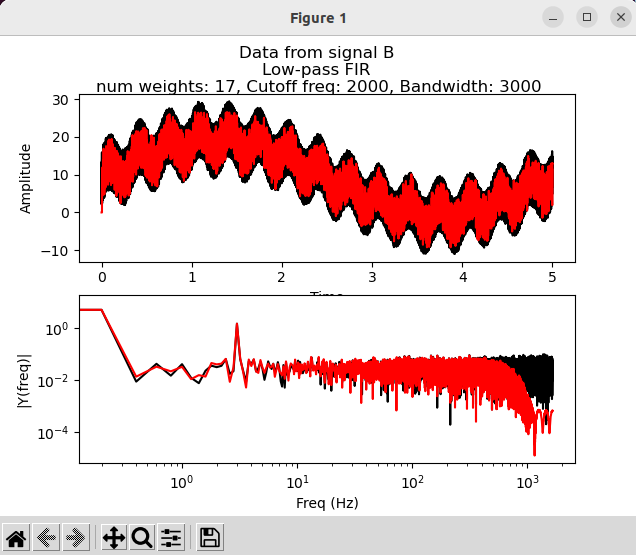 Figure 1
Data from signal B
Low-pass FIR
num weights: 17, Cutoff freq: 2000, Bandwidth: 3000
30
20
10
0
−10
Amplitude
0 1 2 3 4 5
Time
10⁰
10⁻²
10⁻⁴
|Y(freq)|
10⁰ 10¹ 10² 10³
Freq (Hz)